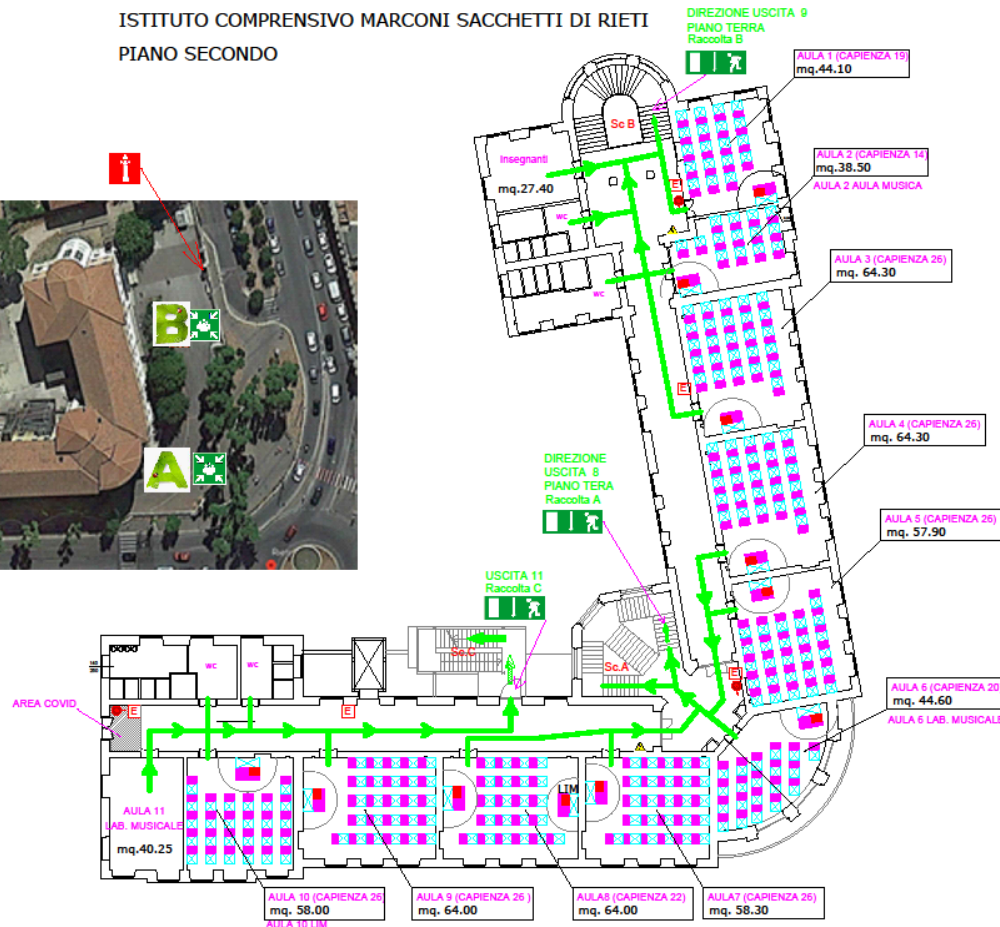 ISTITUTO COMPRENSIVO MARCONI SACCHETTI DI RIETI
PIANO SECONDO
DIREZIONE USCITA 9
PIANO TERRA
Raccolta B
AULA 1 (CAPIENZA 19)
mq.44.10
Sc B
Insegnanti
mq.27.40
E
AULA 2 (CAPIENZA 14)
mq.38.50
AULA 2 AULA MUSICA
WC
WC
AULA 3 (CAPIENZA 26)
mq. 64.30
B
E
A
AULA 4 (CAPIENZA 26)
mq. 64.30
DIREZIONE
USCITA 8
PIANO TERA
Raccolta A
AULA 5 (CAPIENZA 26)
mq. 57.90
USCITA 11
Raccolta C
Sc.C
Sc.A
WC
WC
E
AULA 6 (CAPIENZA 20
mq. 44.60
AULA 6 LAB. MUSICALE
AREA COVID
E
E
AULA 11
LAB. MUSICALE
mq.40.25
LIM
AULA 10 (CAPIENZA 26
mq. 58.00
AULA 10 LIM
AULA 9 (CAPIENZA 26 )
mq. 64.00
AULA8 (CAPIENZA 22)
mq. 64.00
AULA7 (CAPIENZA 26)
mq. 58.30